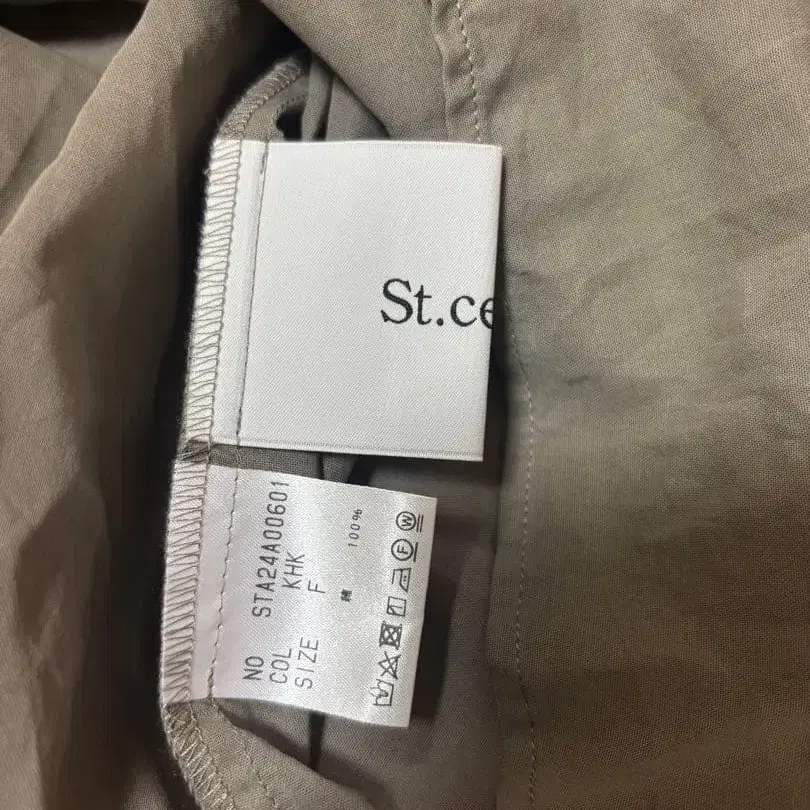 St.ce
NO STA24A00601
COL KHK
SIZE F
綿 100%